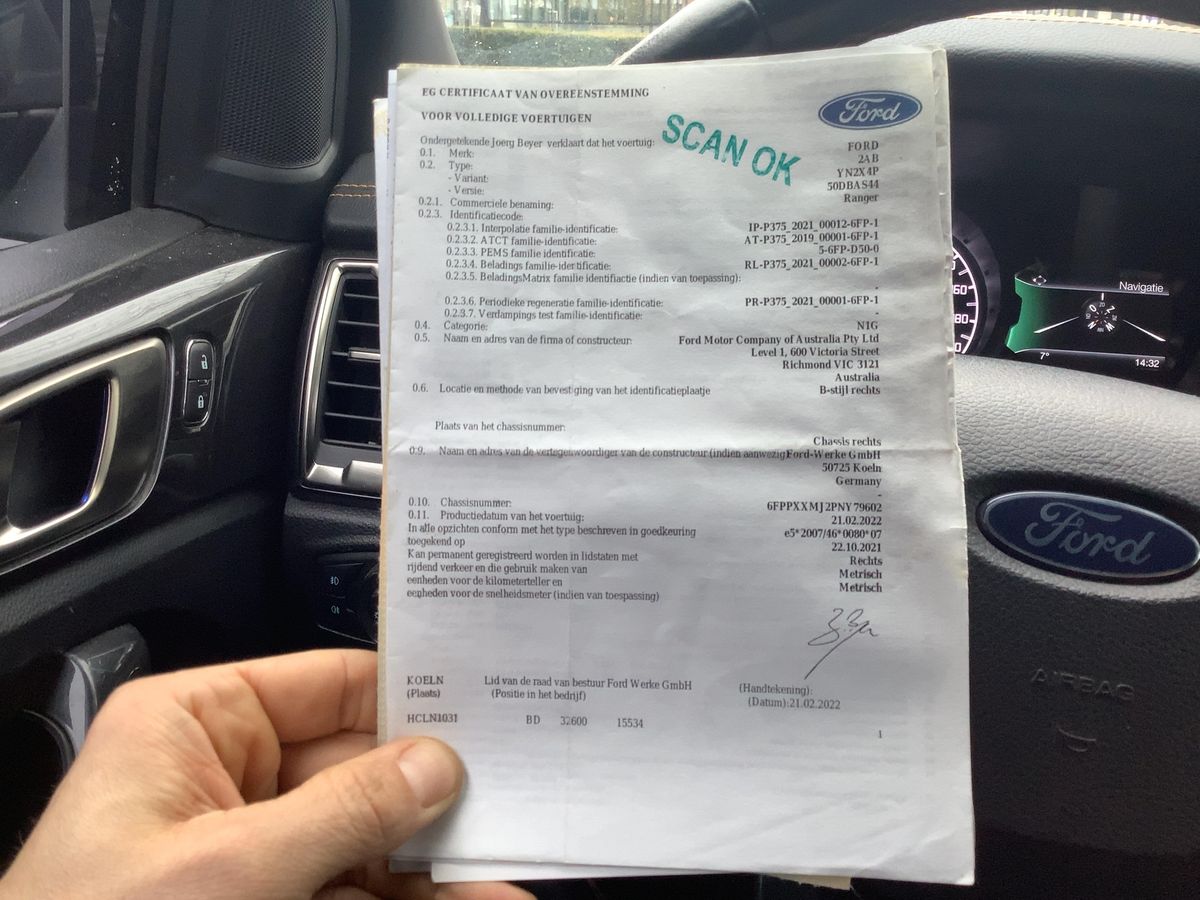 EG CERTIFICAAT VAN OVEREENSTEMMING
VOOR VOLLEDIGE VOERTUIGEN
Ford
SCAN OK
Ondergetekende Joerg Beyer verklaart dat het voertuig:
0.1. Merk: FORD
0.2. Type: 2AB
- Variant: YN2X4P
- Versie: 50DBAS44
0.2.1. Commerciele benaming: Ranger
0.2.3. Identificatiecode:
0.2.3.1. Interpolatie familie-identificatie: IP-P375_2021_00012-6FP-1
0.2.3.2. ATCT familie-identificatie: AT-P375_2019_00001-6FP-1
0.2.3.3. PEMS familie identificatie: 5-6FP-D50-0
0.2.3.4. Beladings familie-identificatie: RL-P375_2021_00002-6FP-1
0.2.3.5. BeladingsMatrix familie identifiactie (indien van toepassing): -
0.2.3.6. Periodieke regeneratie familie-identificatie: PR-P375_2021_00001-6FP-1
0.2.3.7. Verdampings test familie-identificatie: -
0.4. Categorie: N1G
0.5. Naam en adres van de firma of constructeur: Ford Motor Company of Australia Pty Ltd
Level 1, 600 Victoria Street
Richmond VIC 3121
Australia
0.6. Locatie en methode van bevestiging van het identificatieplaatje B-stijl rechts
Plaats van het chassisnummer: Chassis rechts
0.9. Naam en adres van de vertegenwoordiger van de constructeur (indien aanwezig Ford-Werke GmbH
50725 Koeln
Germany
-
0.10. Chassisnummer: 6FPPXXMJ2PNY79602
0.11. Productiedatum van het voertuig: 21.02.2022
In alle opzichten conform met het type beschreven in goedkeuring e5*2007/46*0080*07
toegekend op 22.10.2021
Kan permanent geregistreerd worden in lidstaten met Rechts
rijdend verkeer en die gebruik maken van Metrisch
eenheden voor de kilometerteller en Metrisch
eenheden voor de snelheidsmeter (indien van toespassing)
KOELN Lid van de raad van bestuur Ford Werke GmbH (Handtekening):
(Plaats) (Positie in het bedrijf) (Datum):21.02.2022
HCLN1031 BD 32600 15534
1
Navigatie
7° 14:32
Ford
AIRBAG